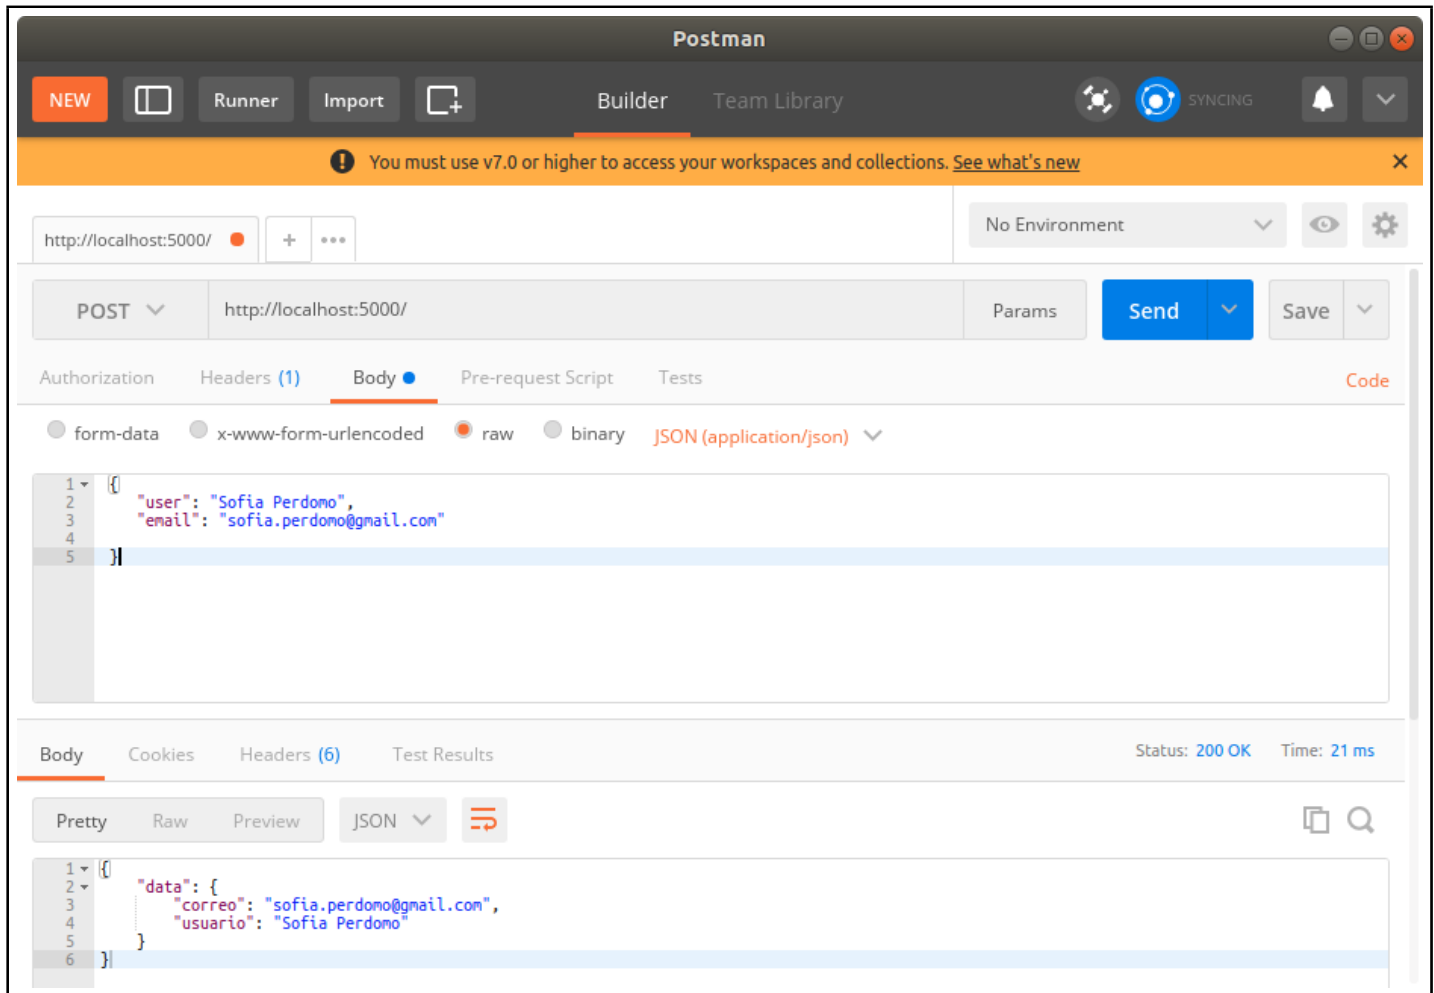 Postman
NEW Runner Import Builder Team Library SYNCING
You must use v7.0 or higher to access your workspaces and collections. See what's new
http://localhost:5000/ + ••• No Environment
POST http://localhost:5000/ Params Send Save
Authorization Headers (1) Body Pre-request Script Tests Code
form-data x-www-form-urlencoded raw binary JSON (application/json)
1 {
2 "user": "Sofia Perdomo",
3 "email": "sofia.perdomo@gmail.com"
4
5 }
Body Cookies Headers (6) Test Results Status: 200 OK Time: 21 ms
Pretty Raw Preview JSON
1 {
2 "data": {
3 "correo": "sofia.perdomo@gmail.com",
4 "usuario": "Sofia Perdomo"
5 }
6 }